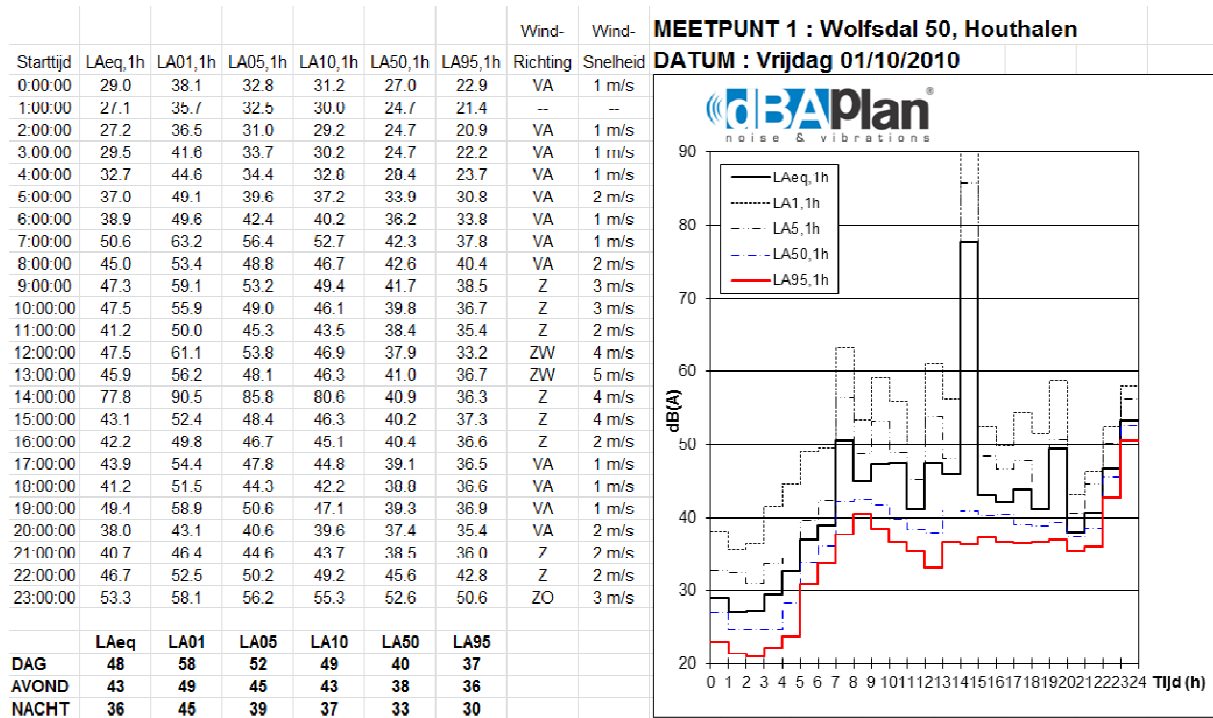 MEETPUNT 1 : Wolfsdal 50, Houthalen
DATUM : Vrijdag 01/10/2010
Wind- Wind-
Starttijd LAeq,1h LA01,1h LA05,1h LA10,1h LA50,1h LA95,1h Richting Snelheid
0:00:00 29.0 38.1 32.8 31.2 27.0 22.9 VA 1 m/s
1:00:00 27.1 35.7 32.5 30.0 24.7 21.4 -- --
2:00:00 27.2 36.5 31.0 29.2 24.7 20.9 VA 1 m/s
3:00:00 29.5 41.6 33.7 30.2 24.7 22.2 VA 1 m/s
4:00:00 32.7 44.6 34.4 32.8 28.4 23.7 VA 1 m/s
5:00:00 37.0 49.1 39.6 37.2 33.9 30.8 VA 2 m/s
6:00:00 38.9 49.6 42.4 40.2 36.2 33.8 VA 1 m/s
7:00:00 50.6 63.2 56.4 52.7 42.3 37.8 VA 1 m/s
8:00:00 45.0 53.4 48.8 46.7 42.6 40.4 VA 2 m/s
9:00:00 47.3 59.1 53.2 49.4 41.7 38.5 Z 3 m/s
10:00:00 47.5 55.9 49.0 46.1 39.8 36.7 Z 3 m/s
11:00:00 41.2 50.0 45.3 43.5 38.4 35.4 Z 2 m/s
12:00:00 47.5 61.1 53.8 46.9 37.9 33.2 ZW 4 m/s
13:00:00 45.9 56.2 48.1 46.3 41.0 36.7 ZW 5 m/s
14:00:00 77.8 90.5 85.8 80.6 40.9 36.3 Z 4 m/s
15:00:00 43.1 52.4 48.4 46.3 40.2 37.3 Z 4 m/s
16:00:00 42.2 49.8 46.7 45.1 40.4 36.6 Z 2 m/s
17:00:00 43.9 54.4 47.8 44.8 39.1 36.5 VA 1 m/s
18:00:00 41.2 51.5 44.3 42.2 38.8 36.6 VA 1 m/s
19:00:00 49.4 58.9 50.6 47.1 39.3 36.9 VA 1 m/s
20:00:00 38.0 43.1 40.6 39.6 37.4 35.4 VA 2 m/s
21:00:00 40.7 46.4 44.6 43.7 38.5 36.0 Z 2 m/s
22:00:00 46.7 52.5 50.2 49.2 45.6 42.8 Z 2 m/s
23:00:00 53.3 58.1 56.2 55.3 52.6 50.6 ZO 3 m/s
LAeq LA01 LA05 LA10 LA50 LA95
DAG 48 58 52 49 40 37
AVOND 43 49 45 43 38 36
NACHT 36 45 39 37 33 30
dBAPlan®
noise & vibrations
LAeq,1h
LA1,1h
LA5,1h
LA50,1h
LA95,1h
90
80
70
60
50
40
30
20
dB(A)
0 1 2 3 4 5 6 7 8 9 10 11 12 13 14 15 16 17 18 19 20 21 22 23 24 Tijd (h)